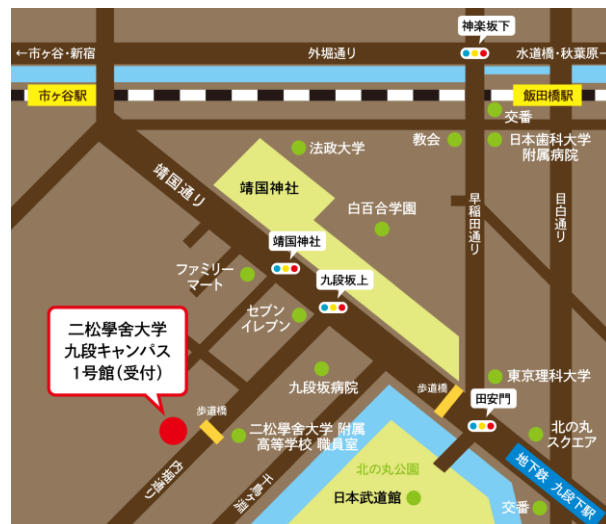 神楽坂下
←市ヶ谷・新宿
外堀通り
水道橋・秋葉原→
市ヶ谷駅
飯田橋駅
交番
法政大学
教会
日本歯科大学
附属病院
靖国通り
靖国神社
白百合学園
早稲田通り
目白通り
靖国神社
ファミリー
マート
九段坂上
セブン
イレブン
二松學舍大学
九段キャンパス
1号館(受付)
九段坂病院
歩道橋
東京理科大学
田安門
歩道橋
二松學舍大学 附属
高等学校 職員室
北の丸
スクエア
内堀通り
千鳥ヶ淵
北の丸公園
日本武道館
地下鉄 九段下駅
交番